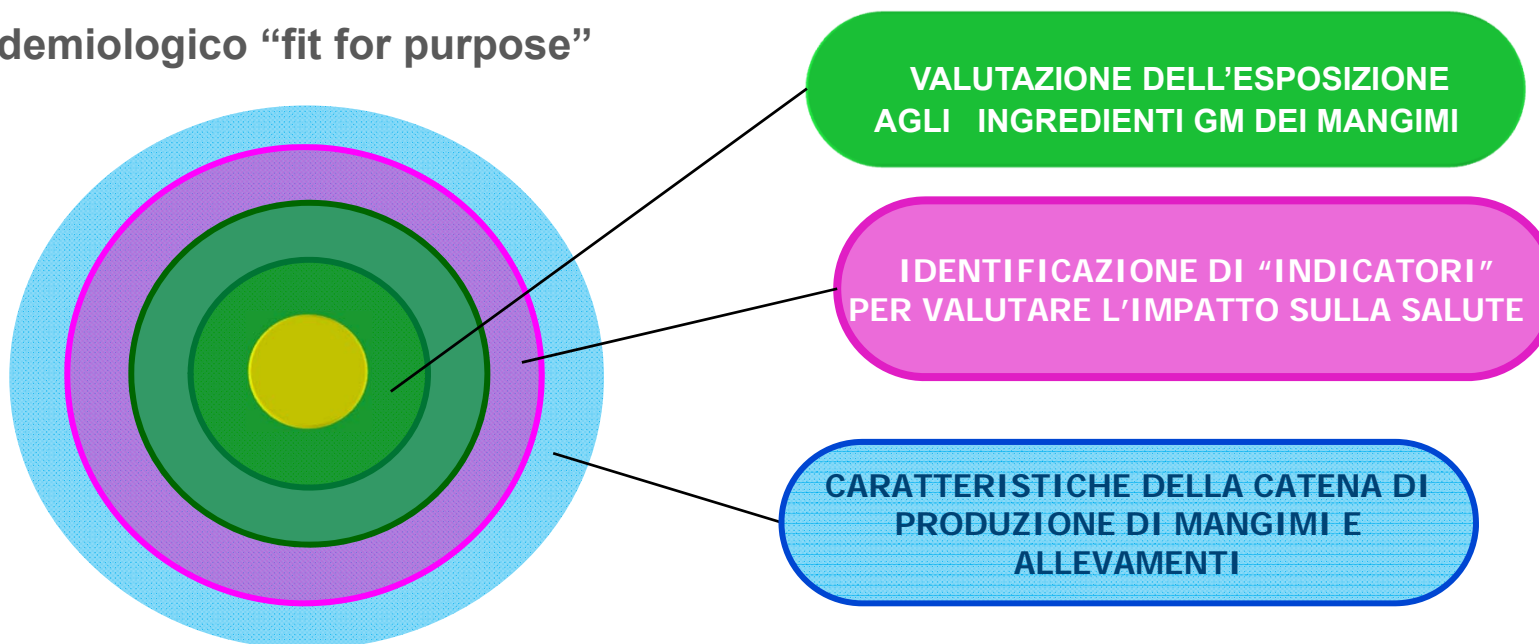 demiologico “fit for purpose”
VALUTAZIONE DELL’ESPOSIZIONE
AGLI INGREDIENTI GM DEI MANGIMI
IDENTIFICAZIONE DI “INDICATORI”
PER VALUTARE L’IMPATTO SULLA SALUTE
CARATTERISTICHE DELLA CATENA DI
PRODUZIONE DI MANGIMI E
ALLEVAMENTI